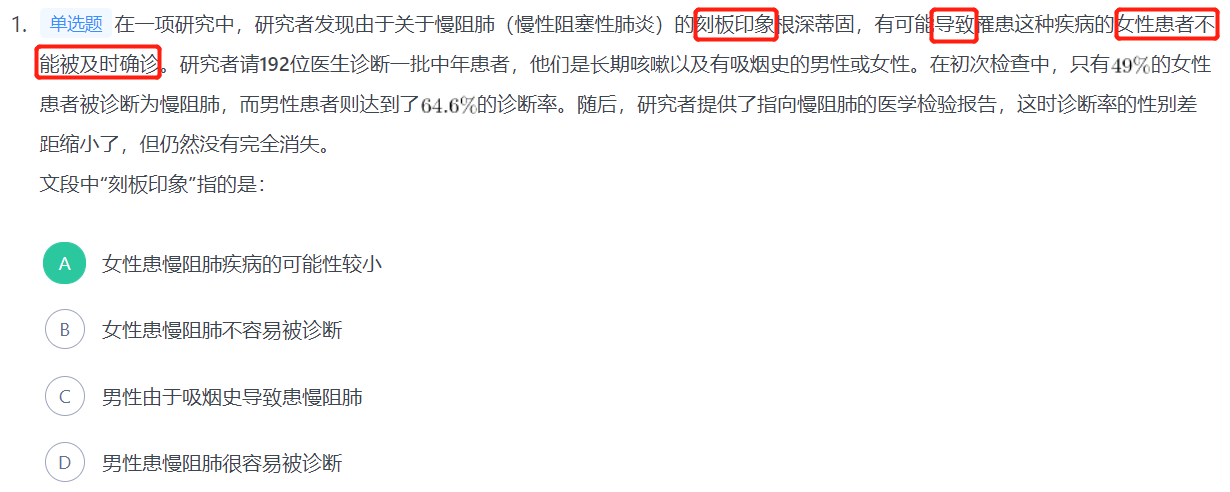 1. 单选题 在一项研究中，研究者发现由于关于慢阻肺（慢性阻塞性肺炎）的刻板印象根深蒂固，有可能导致罹患这种疾病的女性患者不
能被及时确诊。研究者请192位医生诊断一批中年患者，他们是长期咳嗽以及有吸烟史的男性或女性。在初次检查中，只有49%的女性
患者被诊断为慢阻肺，而男性患者则达到了64.6%的诊断率。随后，研究者提供了指向慢阻肺的医学检验报告，这时诊断率的性别差
距缩小了，但仍然没有完全消失。
文段中“刻板印象”指的是：
A 女性患慢阻肺疾病的可能性较小
B 女性患慢阻肺不容易被诊断
C 男性由于吸烟史导致患慢阻肺
D 男性患慢阻肺很容易被诊断